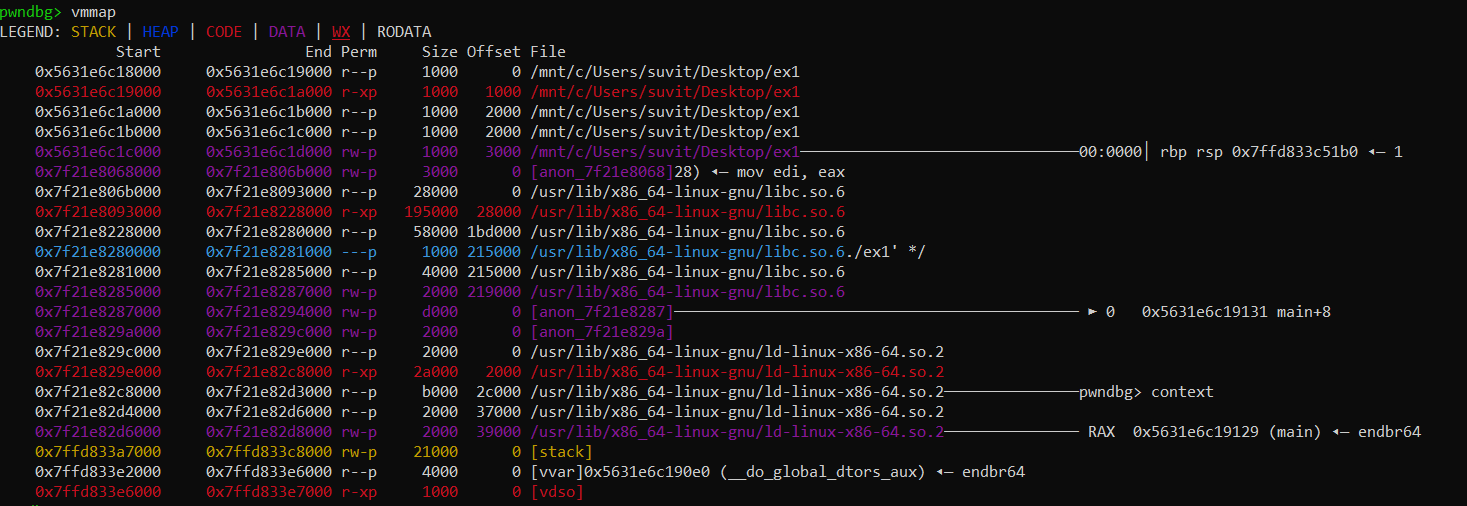 pwndbg> vmmap
LEGEND: STACK | HEAP | CODE | DATA | WX | RODATA
Start End Perm Size Offset File
0x5631e6c18000 0x5631e6c19000 r--p 1000 0 /mnt/c/Users/suvit/Desktop/ex1
0x5631e6c19000 0x5631e6c1a000 r-xp 1000 1000 /mnt/c/Users/suvit/Desktop/ex1
0x5631e6c1a000 0x5631e6c1b000 r--p 1000 2000 /mnt/c/Users/suvit/Desktop/ex1
0x5631e6c1b000 0x5631e6c1c000 r--p 1000 2000 /mnt/c/Users/suvit/Desktop/ex1
0x5631e6c1c000 0x5631e6c1d000 rw-p 1000 3000 /mnt/c/Users/suvit/Desktop/ex1───────────────────────────────00:0000│ rbp rsp 0x7ffd833c51b0 ◂— 1
0x7f21e8068000 0x7f21e806b000 rw-p 3000 0 [anon_7f21e8068]28) ◂— mov edi, eax
0x7f21e806b000 0x7f21e8093000 r--p 28000 0 /usr/lib/x86_64-linux-gnu/libc.so.6
0x7f21e8093000 0x7f21e8228000 r-xp 195000 28000 /usr/lib/x86_64-linux-gnu/libc.so.6
0x7f21e8228000 0x7f21e8280000 r--p 58000 1bd000 /usr/lib/x86_64-linux-gnu/libc.so.6
0x7f21e8280000 0x7f21e8281000 ---p 1000 215000 /usr/lib/x86_64-linux-gnu/libc.so.6./ex1' */
0x7f21e8281000 0x7f21e8285000 r--p 4000 215000 /usr/lib/x86_64-linux-gnu/libc.so.6
0x7f21e8285000 0x7f21e8287000 rw-p 2000 219000 /usr/lib/x86_64-linux-gnu/libc.so.6
0x7f21e8287000 0x7f21e8294000 rw-p d000 0 [anon_7f21e8287]───────────────────────────────────────────── ► 0 0x5631e6c19131 main+8
0x7f21e829a000 0x7f21e829c000 rw-p 2000 0 [anon_7f21e829a]
0x7f21e829c000 0x7f21e829e000 r--p 2000 0 /usr/lib/x86_64-linux-gnu/ld-linux-x86-64.so.2
0x7f21e829e000 0x7f21e82c8000 r-xp 2a000 2000 /usr/lib/x86_64-linux-gnu/ld-linux-x86-64.so.2
0x7f21e82c8000 0x7f21e82d3000 r--p b000 2c000 /usr/lib/x86_64-linux-gnu/ld-linux-x86-64.so.2───────────────pwndbg> context
0x7f21e82d4000 0x7f21e82d6000 r--p 2000 37000 /usr/lib/x86_64-linux-gnu/ld-linux-x86-64.so.2
0x7f21e82d6000 0x7f21e82d8000 rw-p 2000 39000 /usr/lib/x86_64-linux-gnu/ld-linux-x86-64.so.2─────────────── RAX 0x5631e6c19129 (main) ◂— endbr64
0x7ffd833a7000 0x7ffd833c8000 rw-p 21000 0 [stack]
0x7ffd833e2000 0x7ffd833e6000 r--p 4000 0 [vvar]0x5631e6c190e0 (__do_global_dtors_aux) ◂— endbr64
0x7ffd833e6000 0x7ffd833e7000 r-xp 1000 0 [vdso]